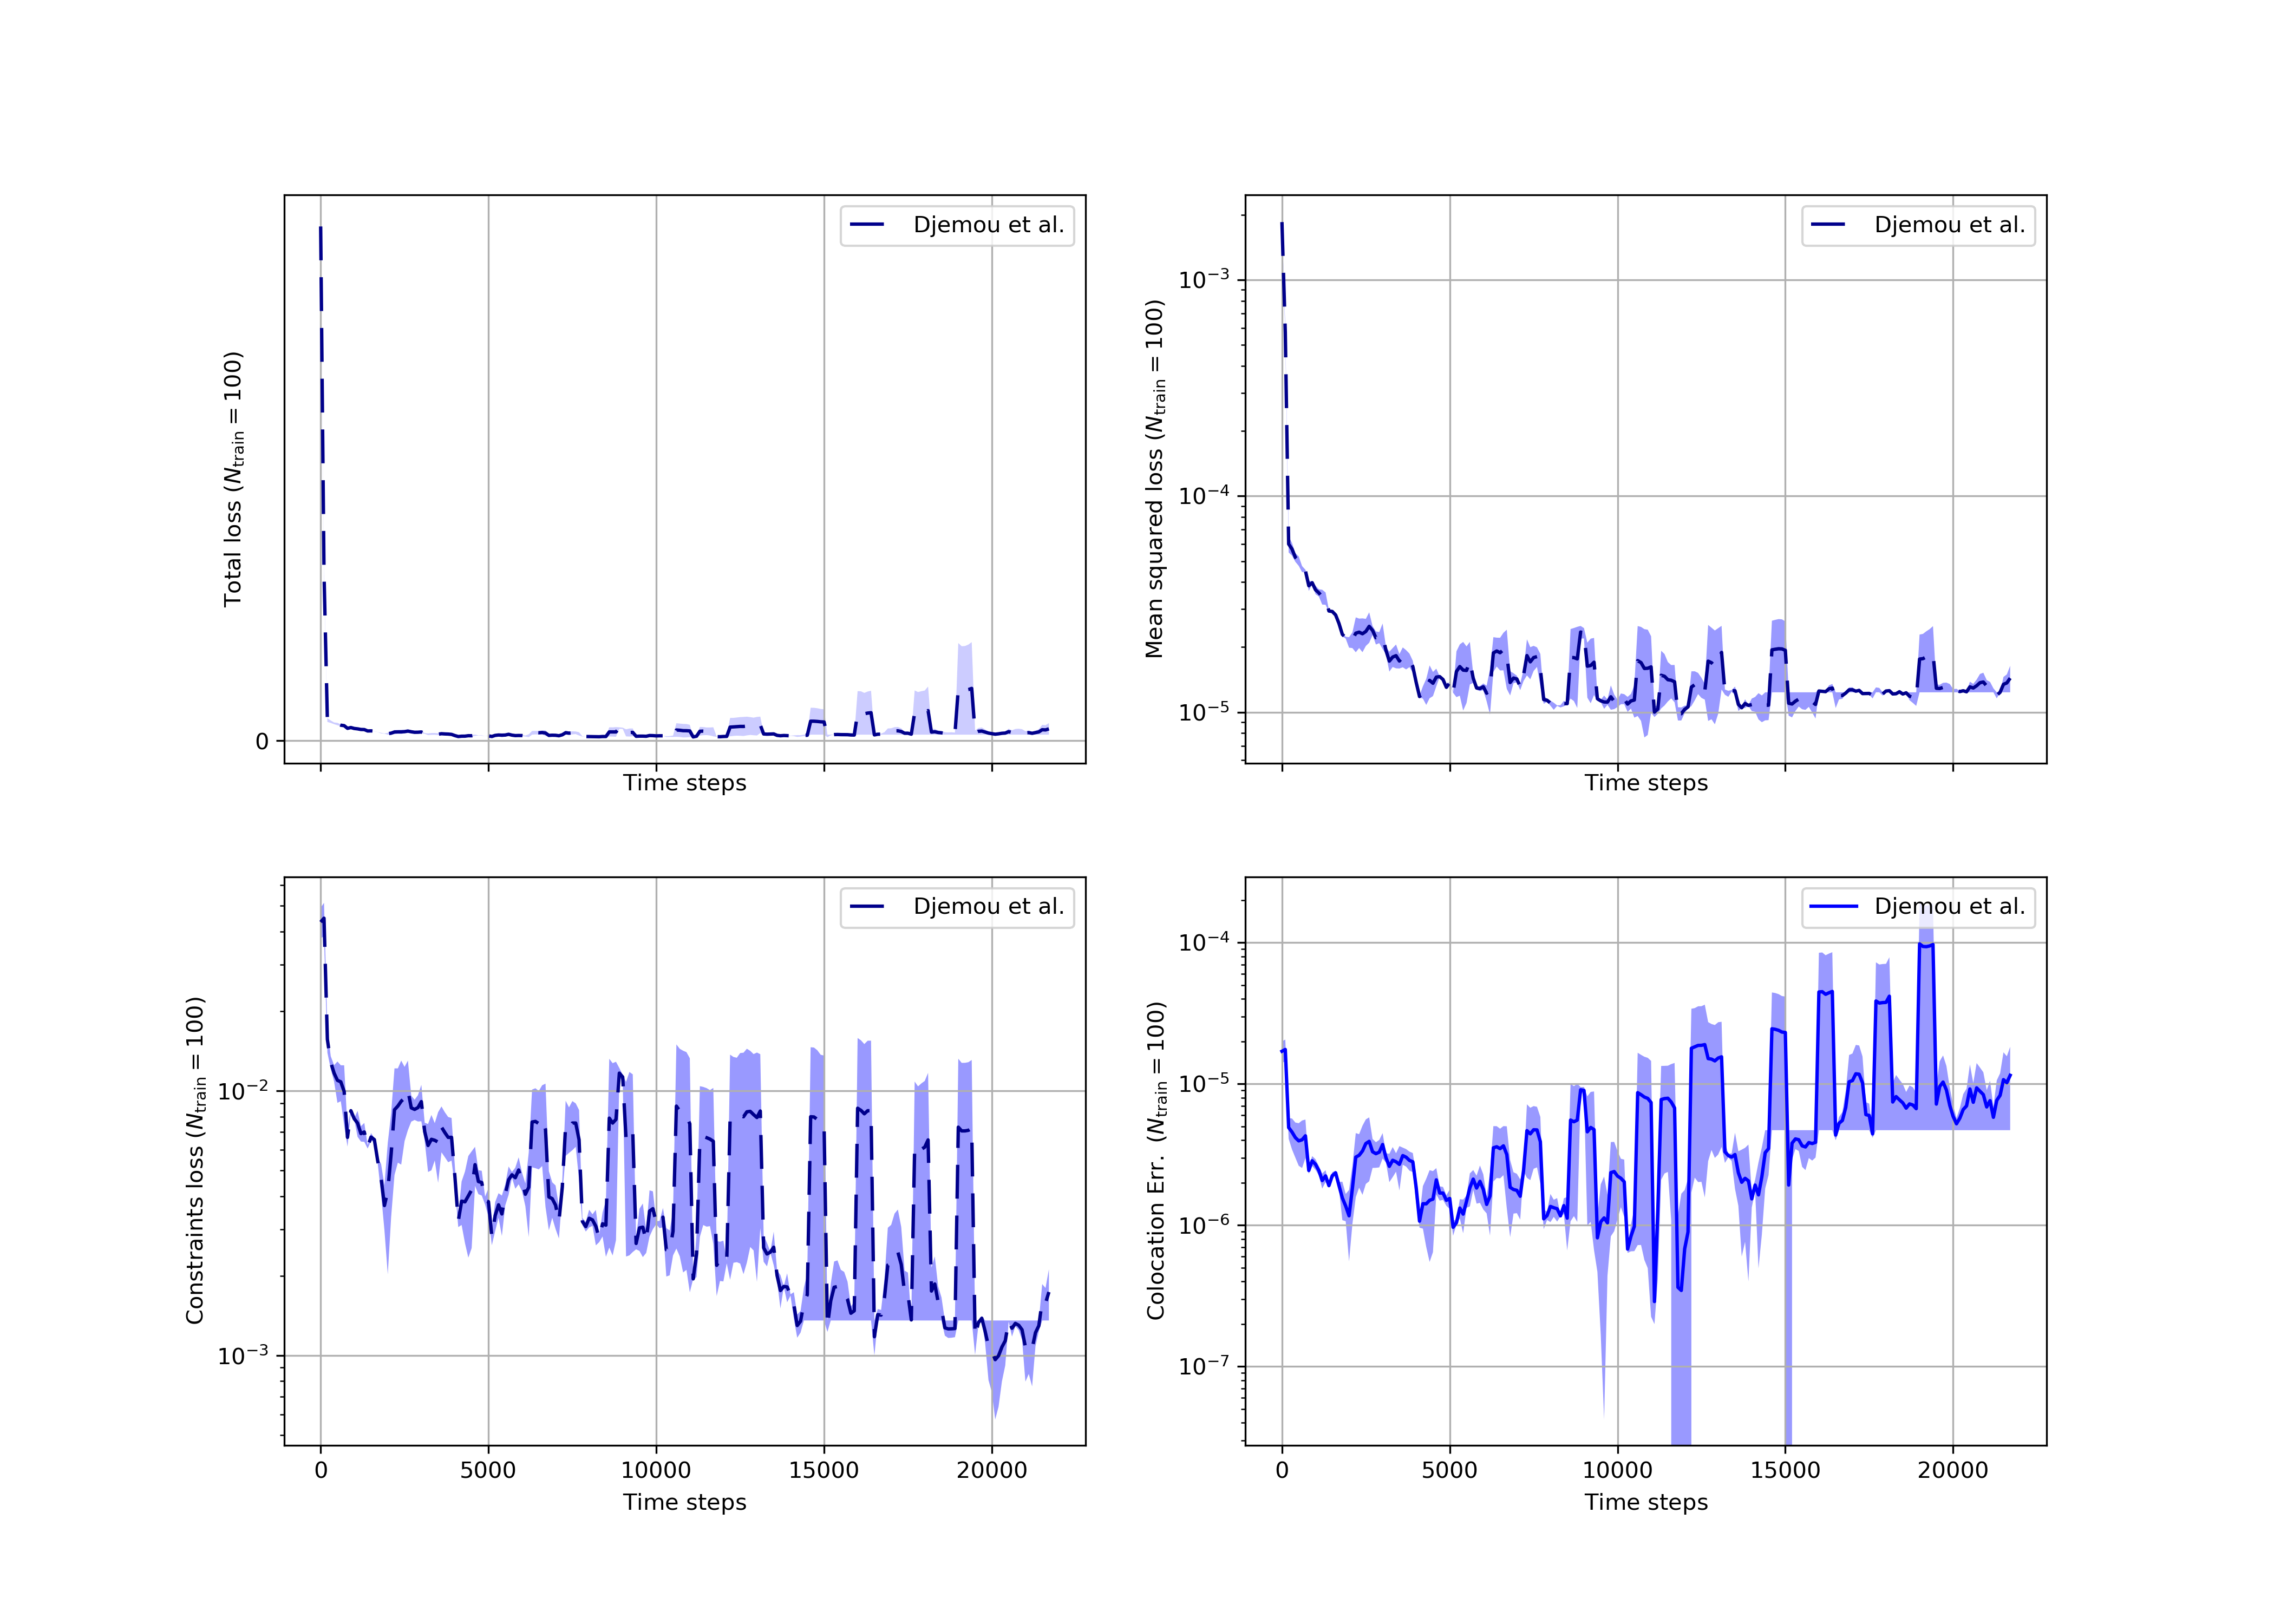 Djemou et al.
Total loss (N_train = 100)
0
Time steps
Djemou et al.
Mean squared loss (N_train = 100)
10^−3
10^−4
10^−5
Time steps
Djemou et al.
Constraints loss (N_train = 100)
10^−2
10^−3
0 5000 10000 15000 20000
Time steps
Djemou et al.
Colocation Err. (N_train = 100)
10^−4
10^−5
10^−6
10^−7
0 5000 10000 15000 20000
Time steps